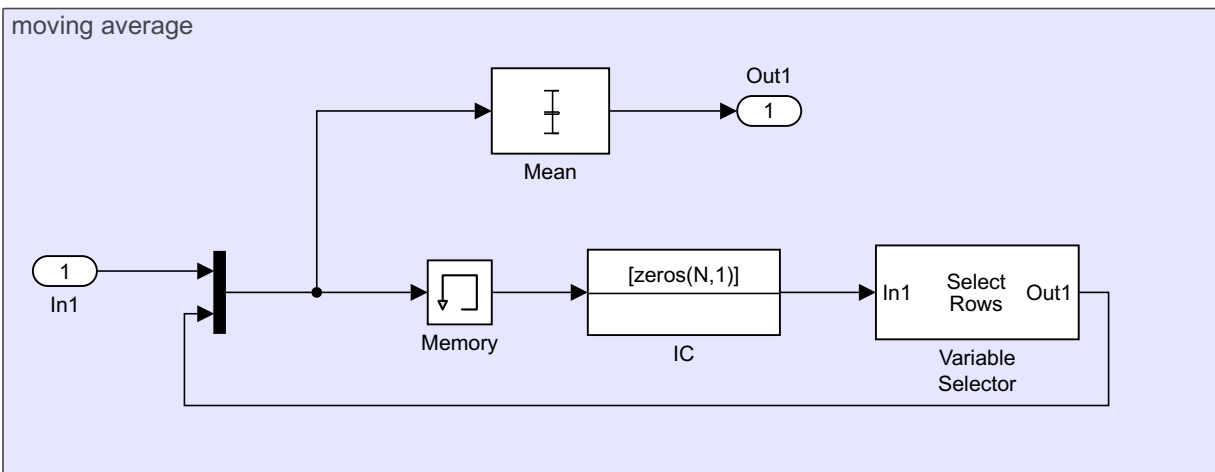 moving average
Mean
Out1
1
1
In1
Memory
[zeros(N,1)]
IC
In1
Select
Rows
Out1
Variable
Selector